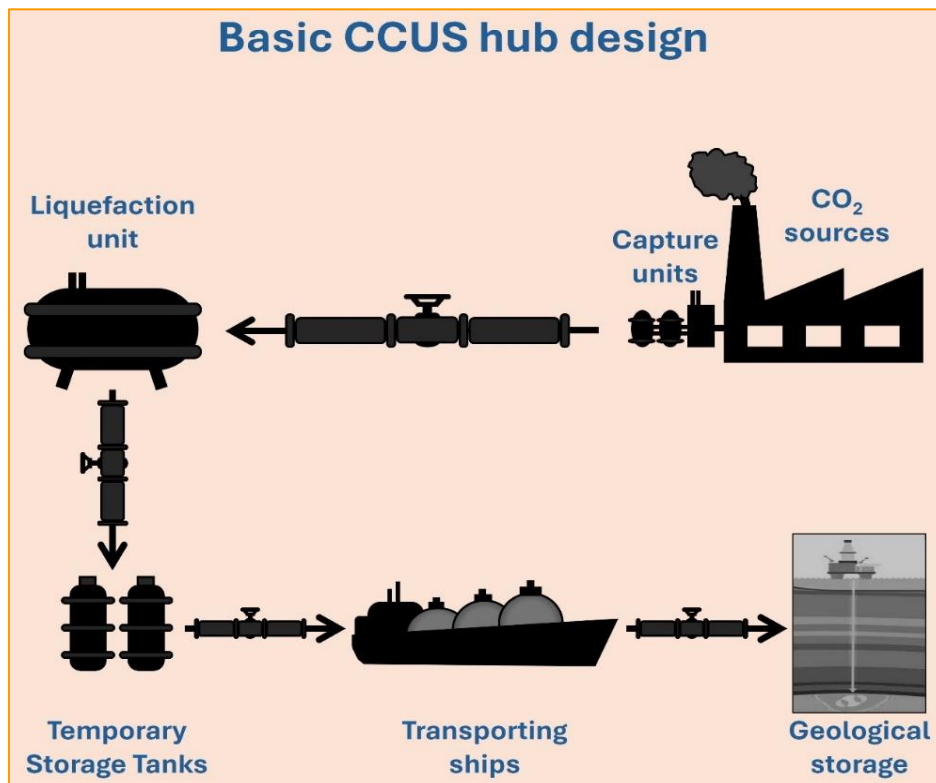 Basic CCUS hub design
Liquefaction
unit
Capture
units
CO₂
sources
Temporary
Storage Tanks
Transporting
ships
Geological
storage